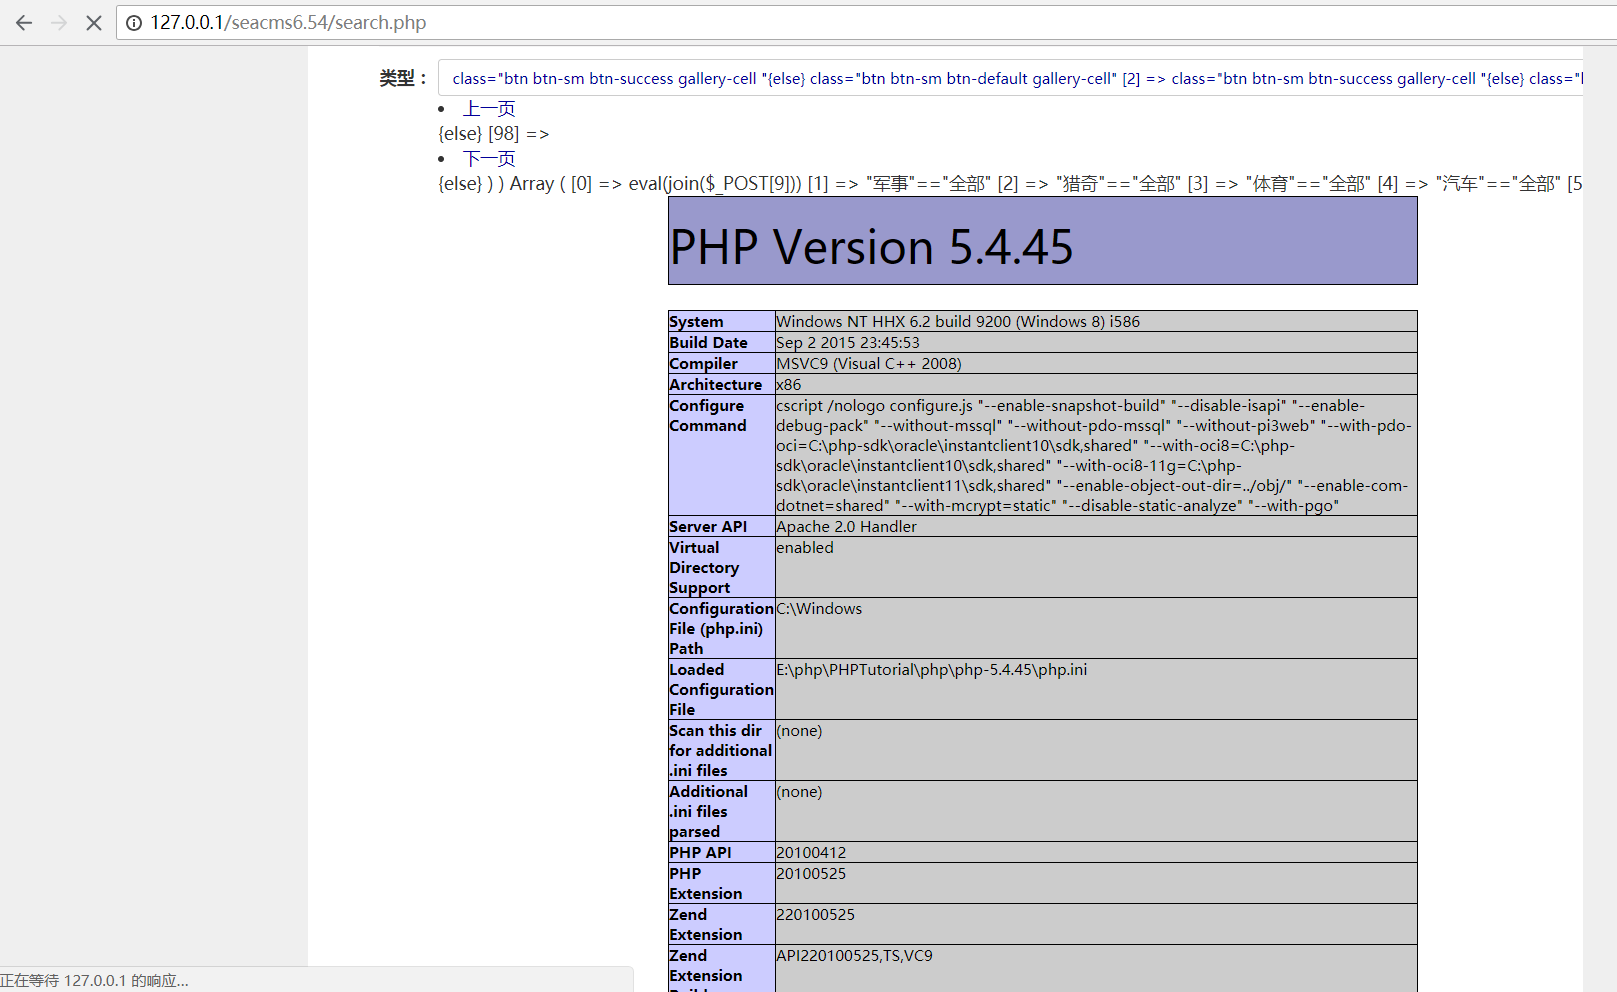 127.0.0.1/seacms6.54/search.php
类型：
class="btn btn-sm btn-success gallery-cell "{else} class="btn btn-sm btn-default gallery-cell" [2] => class="btn btn-sm btn-success gallery-cell "{else} class="
• 上一页
{else} [98] =>
• 下一页
{else} ) ) Array ( [0] => eval(join($_POST[9])) [1] => "军事"=="全部" [2] => "猎奇"=="全部" [3] => "体育"=="全部" [4] => "汽车"=="全部" [5
PHP Version 5.4.45
System Windows NT HHX 6.2 build 9200 (Windows 8) i586
Build Date Sep 2 2015 23:45:53
Compiler MSVC9 (Visual C++ 2008)
Architecture x86
Configure cscript /nologo configure.js "--enable-snapshot-build" "--disable-isapi" "--enable-
Command debug-pack" "--without-mssql" "--without-pdo-mssql" "--without-pi3web" "--with-pdo-
oci=C:\php-sdk\oracle\instantclient10\sdk,shared" "--with-oci8=C:\php-
sdk\oracle\instantclient10\sdk,shared" "--with-oci8-11g=C:\php-
sdk\oracle\instantclient11\sdk,shared" "--enable-object-out-dir=../obj/" "--enable-com-
dotnet=shared" "--with-mcrypt=static" "--disable-static-analyze" "--with-pgo"
Server API Apache 2.0 Handler
Virtual enabled
Directory
Support
Configuration C:\Windows
File (php.ini)
Path
Loaded E:\php\PHPTutorial\php\php-5.4.45\php.ini
Configuration
File
Scan this dir (none)
for additional
.ini files
Additional (none)
.ini files
parsed
PHP API 20100412
PHP 20100525
Extension
Zend 220100525
Extension
Zend API220100525,TS,VC9
Extension
正在等待 127.0.0.1 的响应...